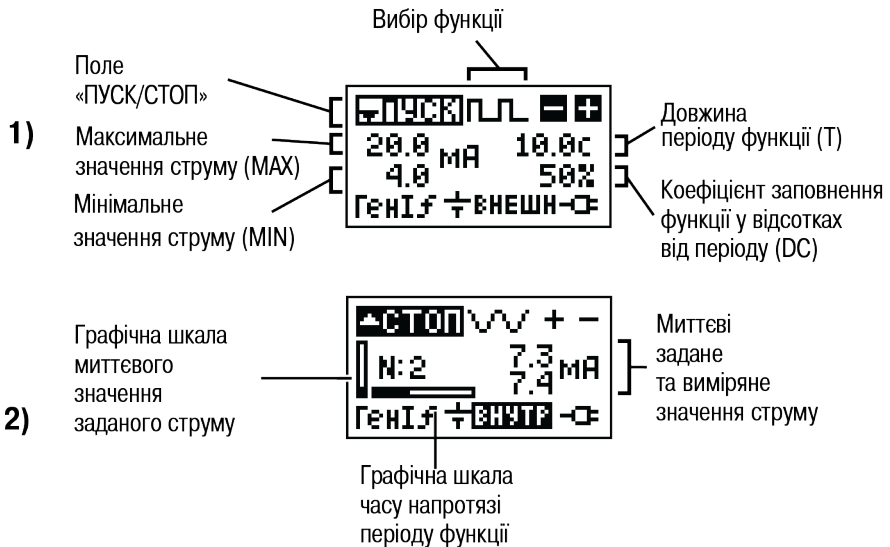 Вибір функції
Поле
«ПУСК/СТОП»
1)
Максимальне
значення струму (MAX)
Мінімальне
значення струму (MIN)
ПУСК
20.0 мА 10.0с
4.0 50%
ГенІƒ ВНЕШН
Довжина
періоду функції (T)
Коефіцієнт заповнення
функції у відсотках
від періоду (DC)
2)
Графічна шкала
миттєвого
значення
заданого струму
СТОП + −
N:2 7.3 мА
7.4
ГенІƒ ВНУТР
Миттєві
задане
та виміряне
значення струму
Графічна шкала
часу напротязі
періоду функції